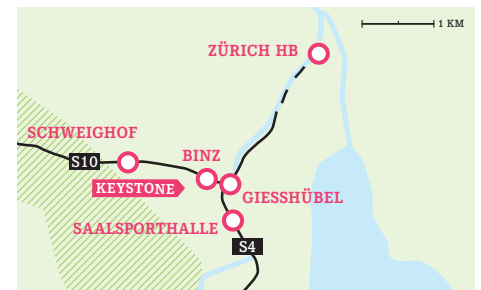 1 KM
ZÜRICH HB
SCHWEIGHOF
S10
BINZ
KEYSTONE
GIESSHÜBEL
SAALSPORTHALLE
S4